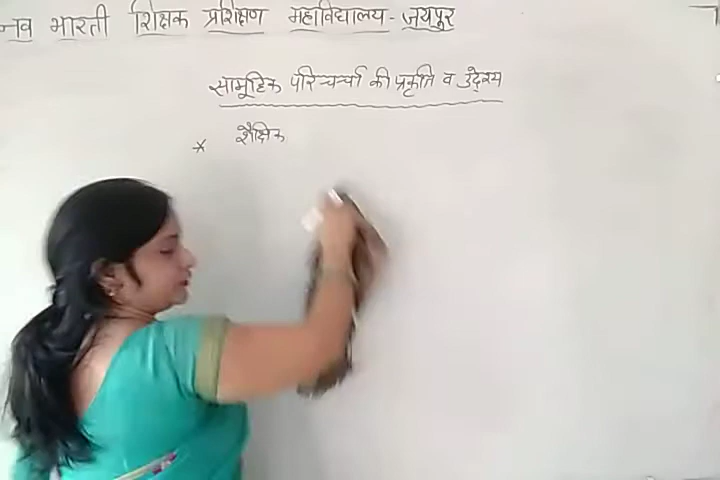 नव भारती शिक्षक प्रशिक्षण महाविद्यालय - जयपुर
सामूहिक परिचर्चा की प्रकृति व उद्देश्य
* शैक्षिक